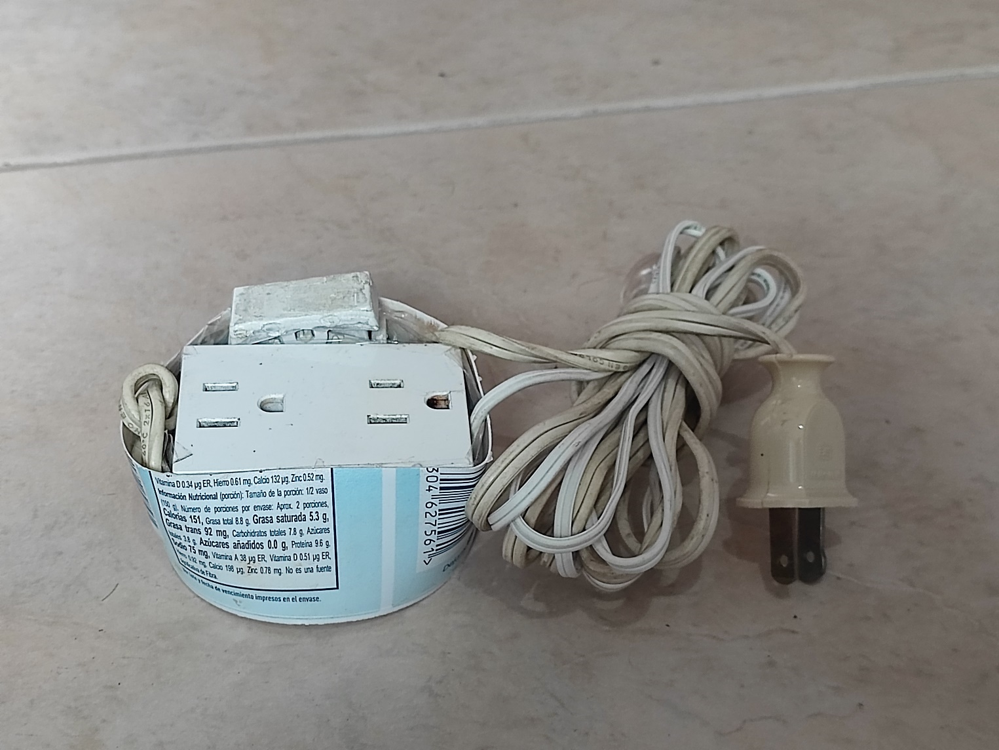 Vitamina D 0.34 µg ER, Hierro 0.61 mg, Calcio 132 µg, Zinc 0.52 mg.
Información Nutricional (porción): Tamaño de la porción: 1/2 vaso
(150 g). Número de porciones por envase: Aprox. 2 porciones,
Calorías 151, Grasa total 8.8 g, Grasa saturada 5.3 g,
Grasa trans 92 mg, Carbohidratos totales 7.8 g, Azúcares
totales 3.8 g, Azúcares añadidos 0.0 g, Proteína 9.6 g,
Sodio 75 mg, Vitamina A 38 µg ER, Vitamina D 0.51 µg ER,
Hierro 0.92 mg, Calcio 198 µg, Zinc 0.78 mg. No es una fuente
significativa de Fibra.
lote y fecha de vencimiento impresos en el envase.
304 627561 >
60°C 2x16